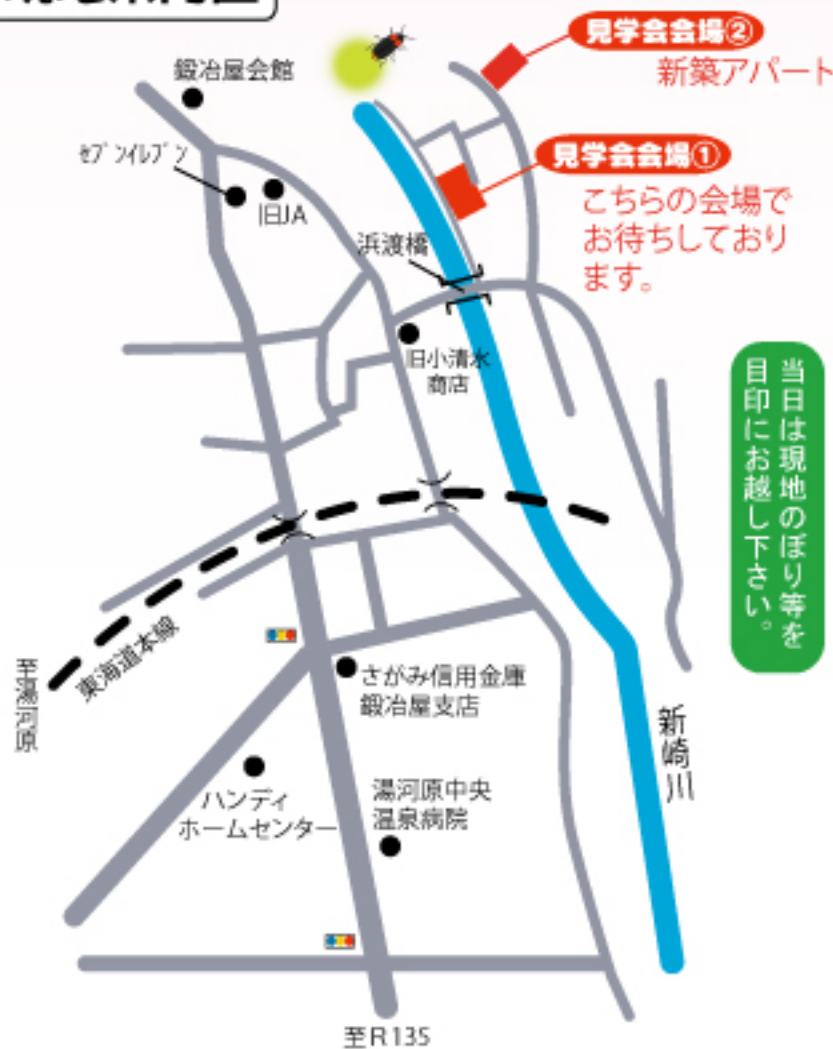 見学会会場②
新築アパート
鍛冶屋会館
見学会会場①
ｾﾌﾞﾝｲﾚﾌﾞﾝ
旧JA
こちらの会場で
お待ちしており
ます。
浜渡橋
旧小清水
商店
当日は現地のぼり等を
目印にお越し下さい。
東海道本線
至湯河原
さがみ信用金庫
鍛冶屋支店
新崎川
ハンディ
ホームセンター
湯河原中央
温泉病院
至R135